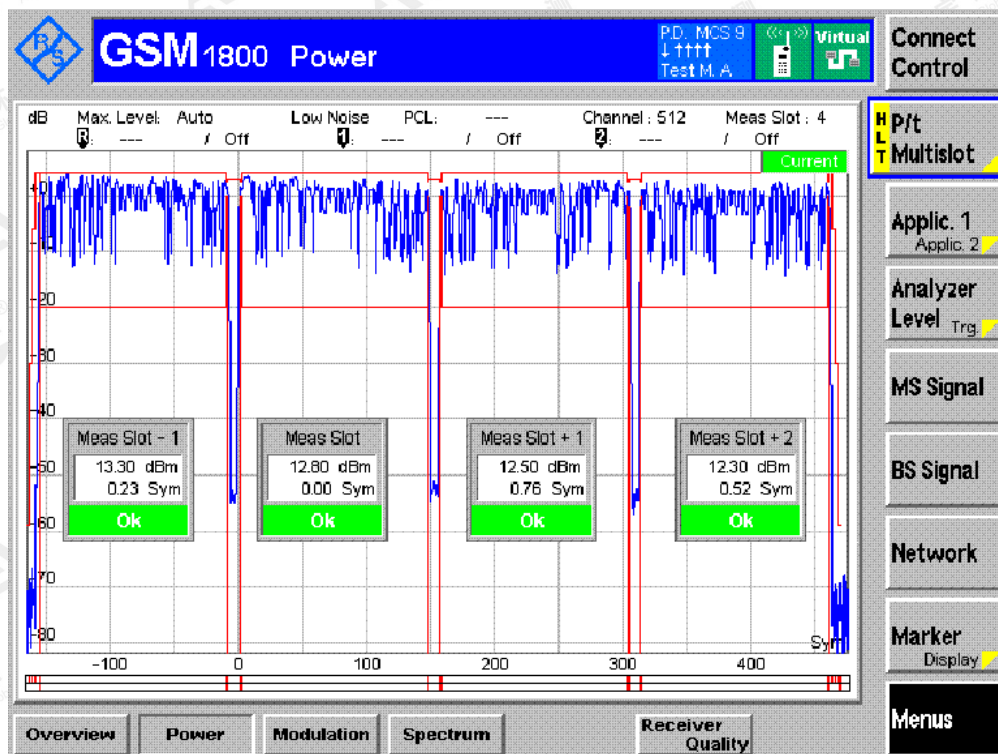 R/S
GSM 1800 Power
P.D. MCS 9
↓ ↑↑↑↑
Test M. A
Virtual
Connect
Control
dB Max. Level: Auto Low Noise PCL: --- Channel : 512 Meas Slot : 4
R: --- / Off 1: --- / Off 2: --- / Off
Current
H
L
T
P/t
Multislot
Applic. 1
Applic. 2
Analyzer
Level Trg.
MS Signal
BS Signal
Network
Marker
Display
Menus
+0
-10
-20
-30
-40
-50
-60
-70
-80
Meas Slot - 1
13.30 dBm
0.23 Sym
Ok
Meas Slot
12.80 dBm
0.00 Sym
Ok
Meas Slot + 1
12.50 dBm
0.76 Sym
Ok
Meas Slot + 2
12.30 dBm
0.52 Sym
Ok
Sym
-100 0 100 200 300 400
Overview Power Modulation Spectrum Receiver
Quality